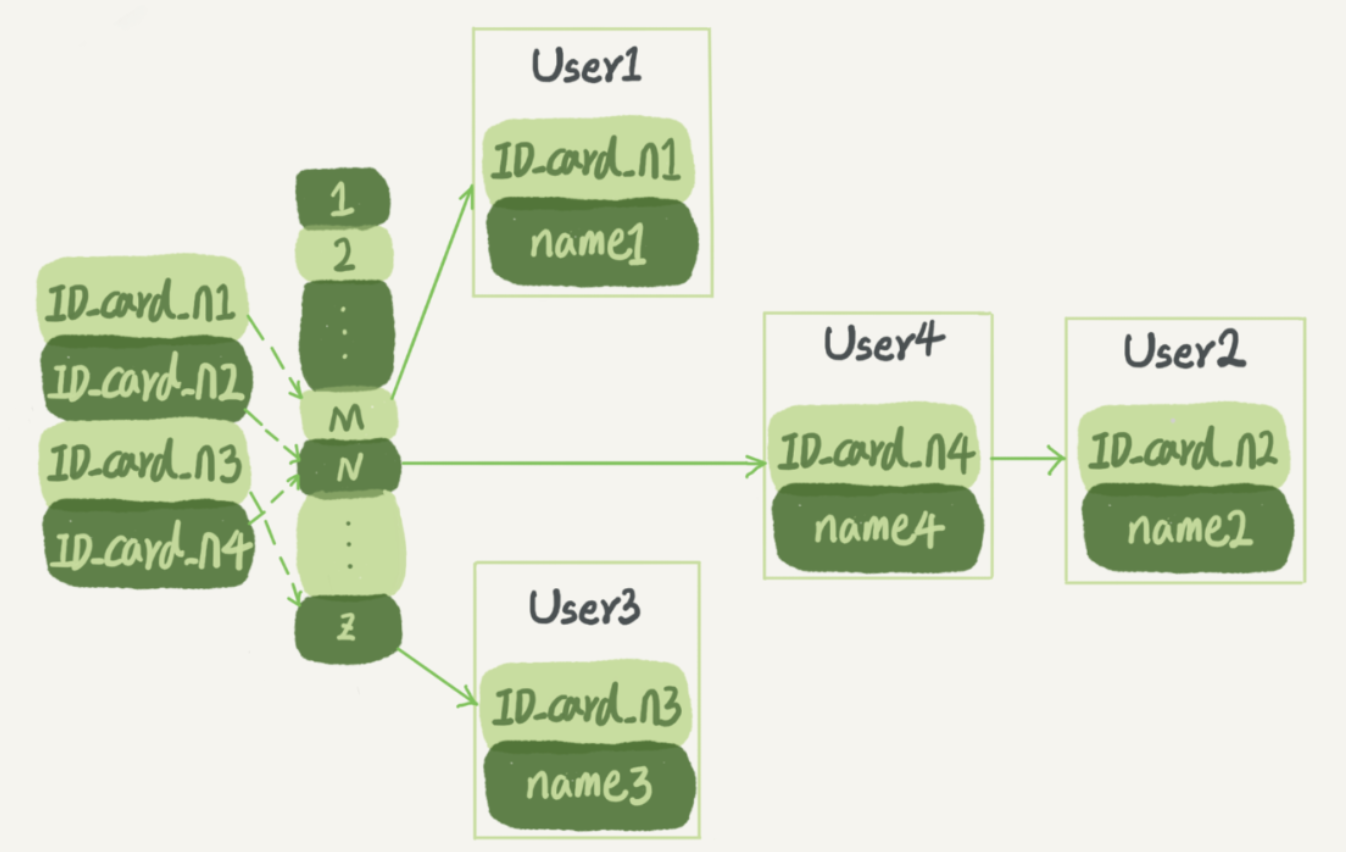 ID_card_n1
ID_card_n2
ID_card_n3
ID_card_n4
1
2
⋮
M
N
⋮
Z
User1
ID_card_n1
name1
User4
ID_card_n4
name4
User2
ID_card_n2
name2
User3
ID_card_n3
name3